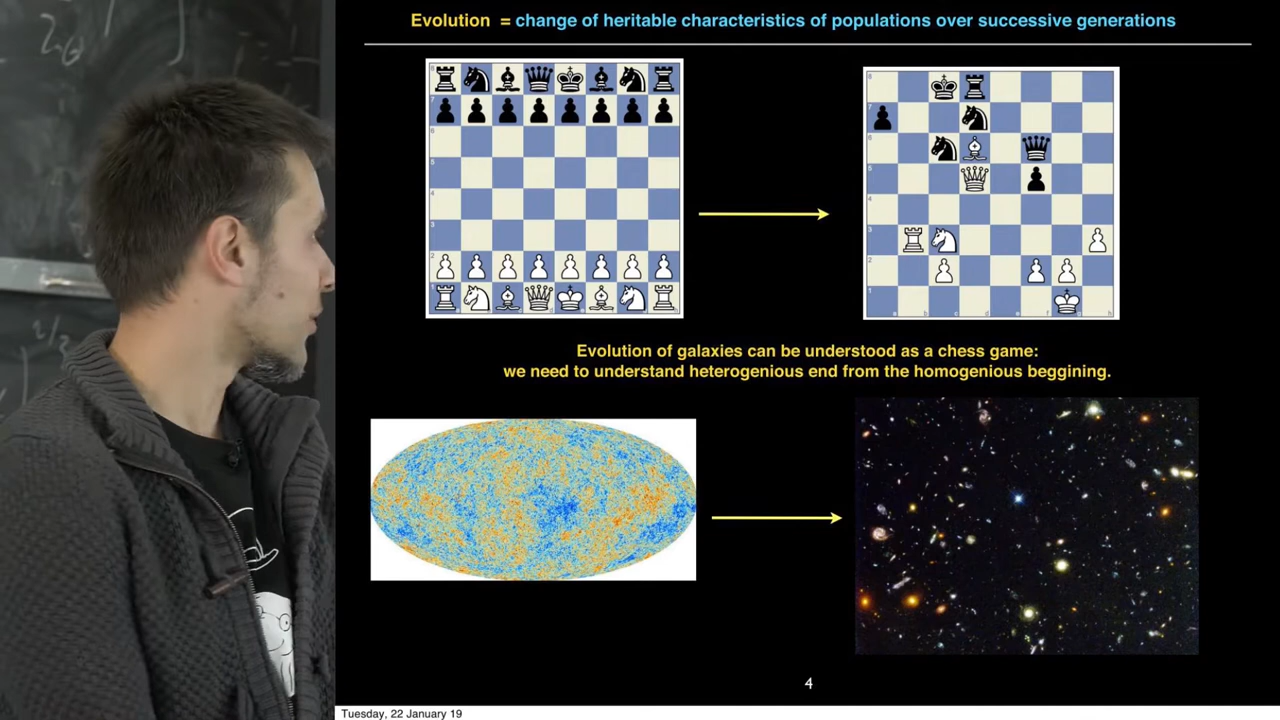 Evolution = change of heritable characteristics of populations over successive generations
Evolution of galaxies can be understood as a chess game:
we need to understand heterogenious end from the homogenious beggining.
4
Tuesday, 22 January 19